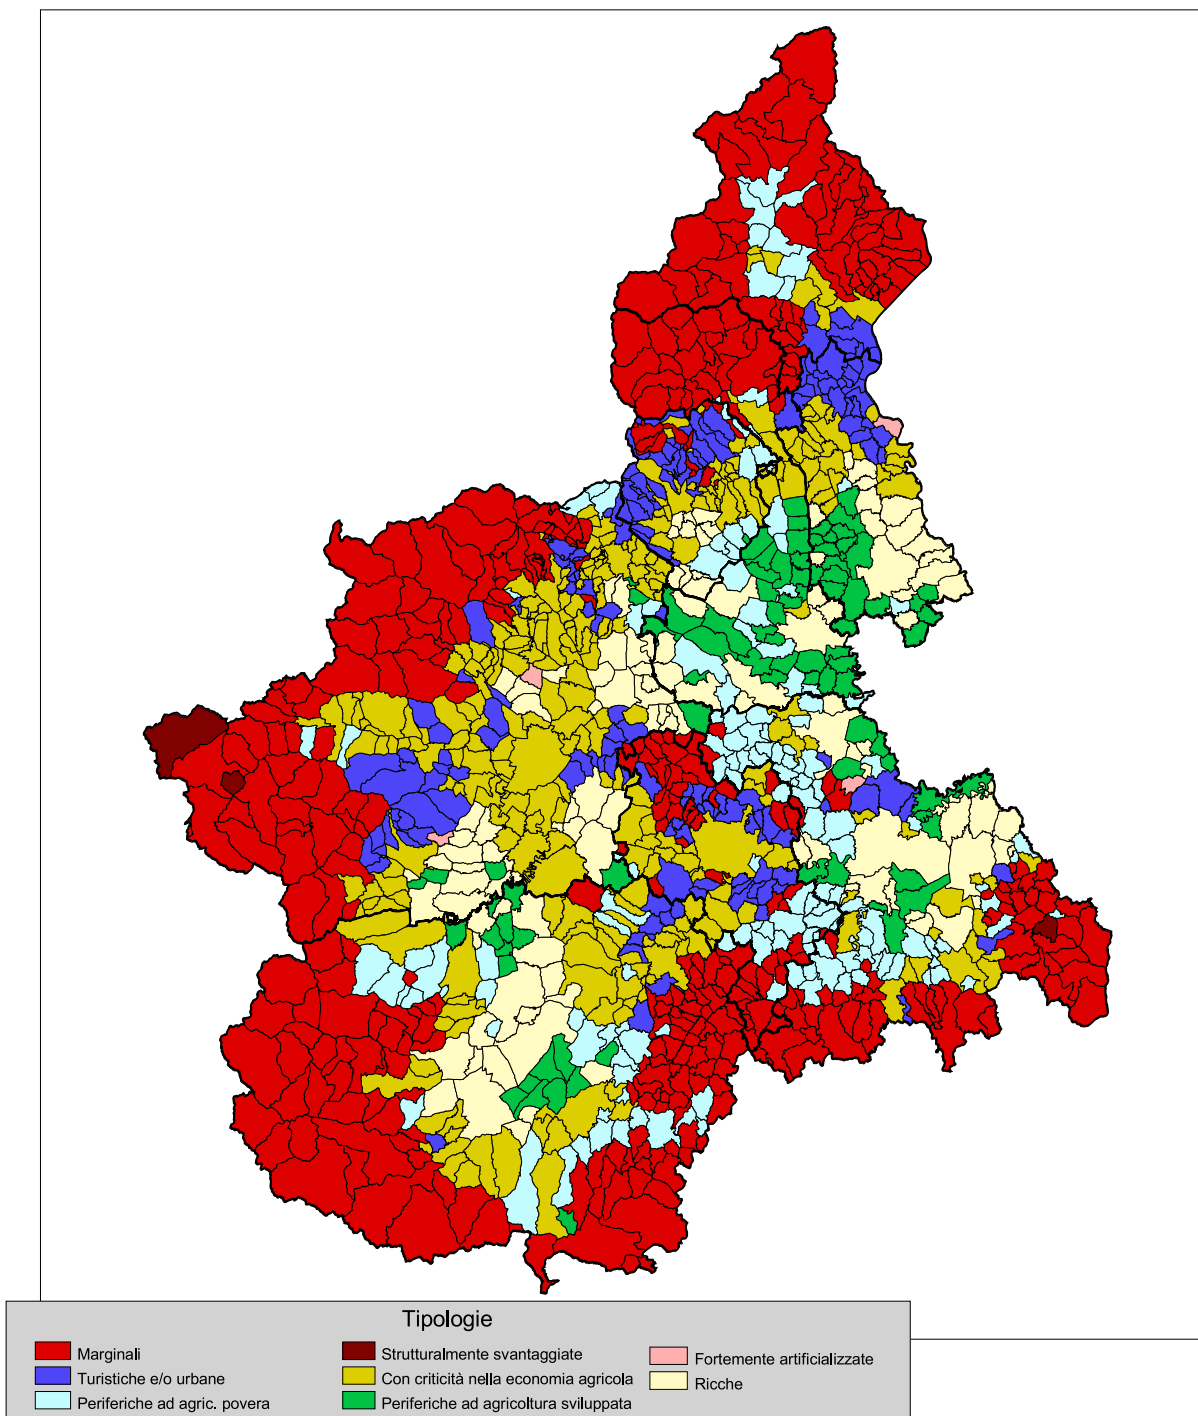 Tipologie
Marginali
Turistiche e/o urbane
Periferiche ad agric. povera
Strutturalmente svantaggiate
Con criticità nella economia agricola
Periferiche ad agricoltura sviluppata
Fortemente artificializzate
Ricche